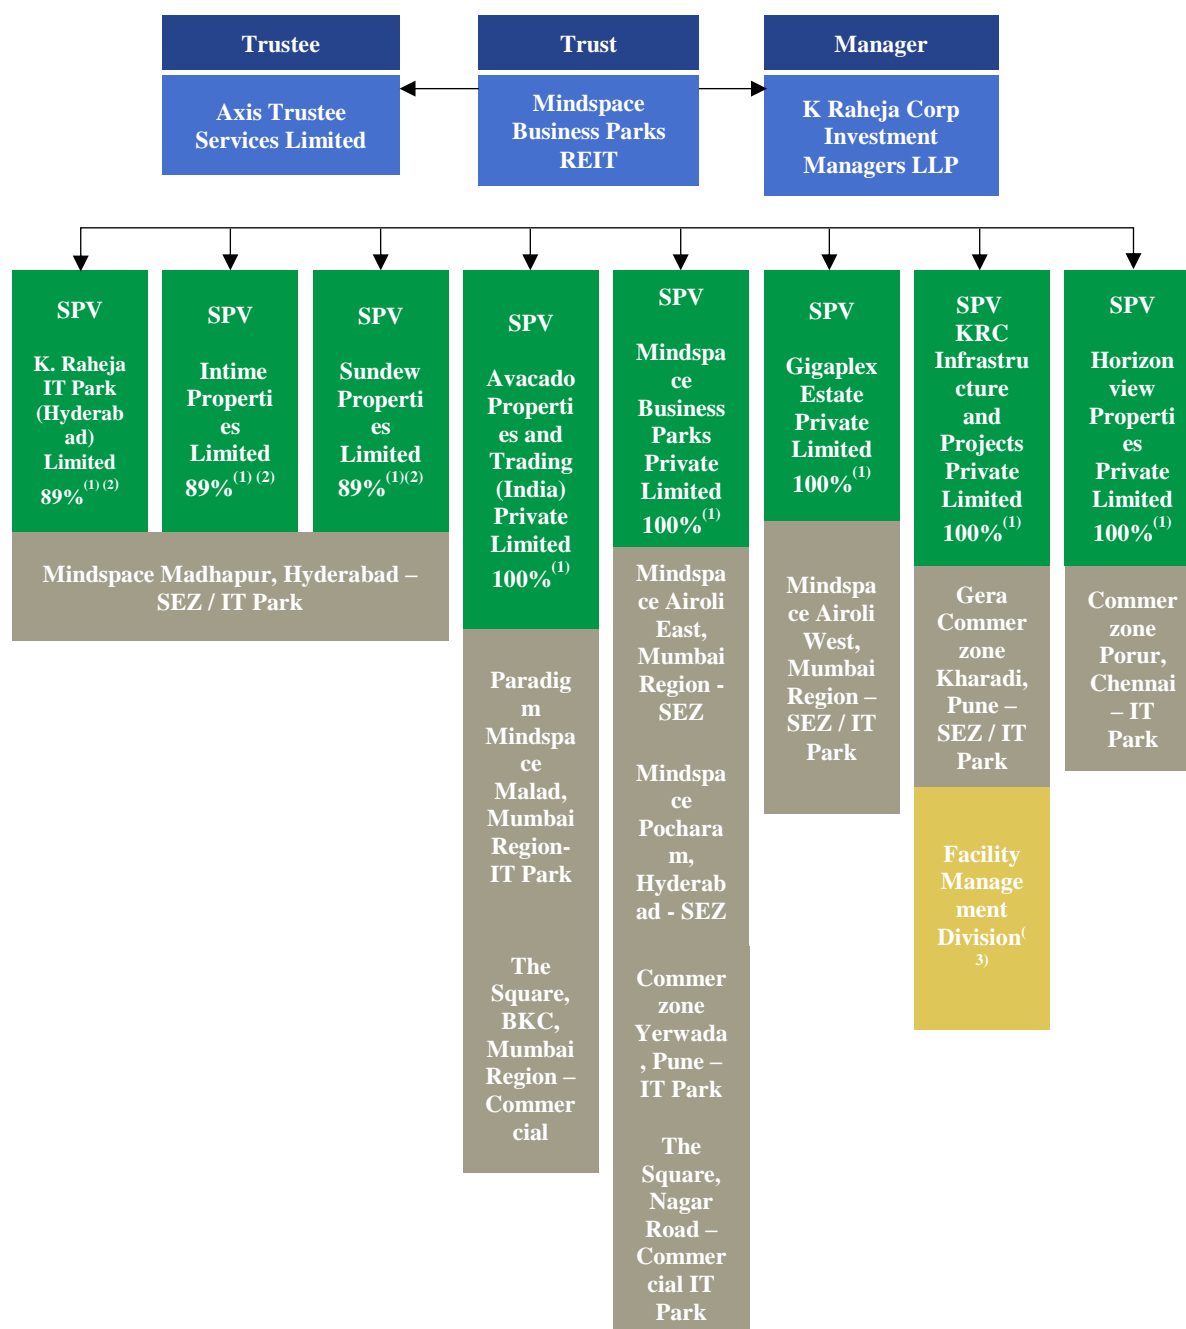 Trustee
Axis Trustee
Services Limited
Trust
Mindspace
Business Parks
REIT
Manager
K Raheja Corp
Investment
Managers LLP
SPV
K. Raheja
IT Park
(Hyderab
ad)
Limited
89%(1) (2)
SPV
Intime
Properti
es
Limited
89%(1) (2)
SPV
Sundew
Properti
es
Limited
89%(1)(2)
Mindspace Madhapur, Hyderabad –
SEZ / IT Park
SPV
Avacado
Properti
es and
Trading
(India)
Private
Limited
100%(1)
Paradig
m
Mindspa
ce
Malad,
Mumbai
Region-
IT Park
The
Square,
BKC,
Mumbai
Region –
Commer
cial
SPV
Mindspa
ce
Business
Parks
Private
Limited
100%(1)
Mindspa
ce Airoli
East,
Mumbai
Region -
SEZ
Mindspa
ce
Pochara
m,
Hyderab
ad - SEZ
Commer
zone
Yerwada
, Pune –
IT Park
The
Square,
Nagar
Road –
Commer
cial IT
Park
SPV
Gigaplex
Estate
Private
Limited
100%(1)
Mindspa
ce Airoli
West,
Mumbai
Region –
SEZ / IT
Park
SPV
KRC
Infrastru
cture
and
Projects
Private
Limited
100%(1)
Gera
Commer
zone
Kharadi,
Pune –
SEZ / IT
Park
Facility
Manage
ment
Division(
3)
SPV
Horizon
view
Properti
es
Private
Limited
100%(1)
Commer
zone
Porur,
Chennai
– IT
Park